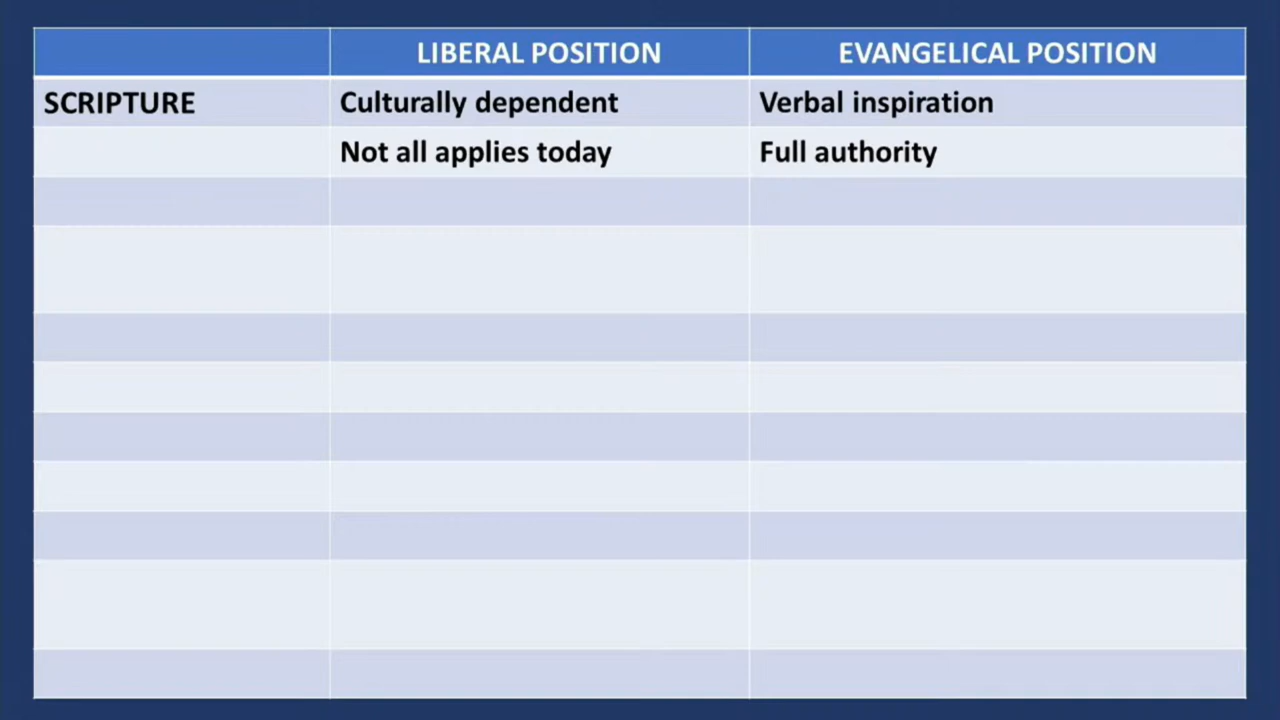 LIBERAL POSITION EVANGELICAL POSITION
SCRIPTURE Culturally dependent Verbal inspiration
Not all applies today Full authority